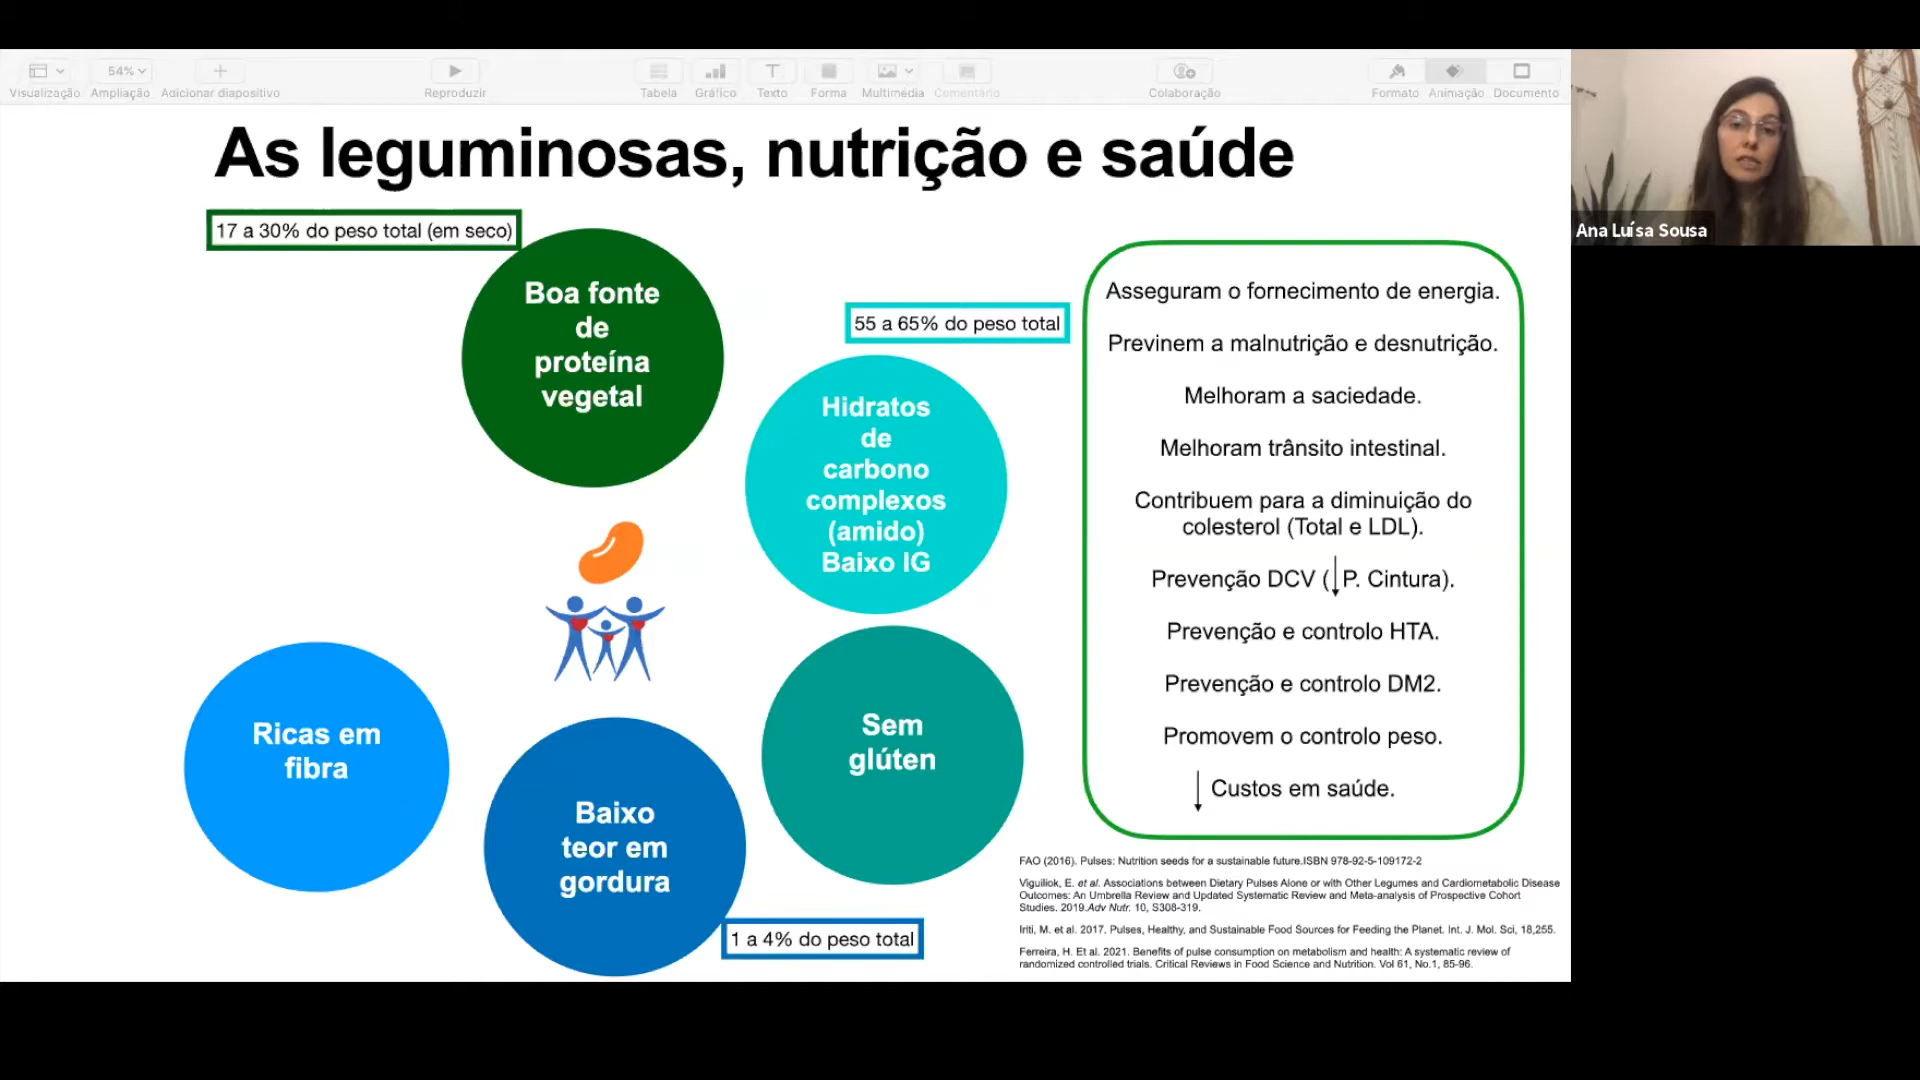 Visualização
54%
Ampliação
Adicionar diapositivo
Reproduzir
Tabela
Gráfico
Texto
Forma
Multimédia
Comentário
Colaboração
Formato
Animação
Documento
As leguminosas, nutrição e saúde
17 a 30% do peso total (em seco)
Boa fonte
de
proteína
vegetal
55 a 65% do peso total
Hidratos
de
carbono
complexos
(amido)
Baixo IG
Sem
glúten
Baixo
teor em
gordura
1 a 4% do peso total
Ricas em
fibra
Asseguram o fornecimento de energia.
Previnem a malnutrição e desnutrição.
Melhoram a saciedade.
Melhoram trânsito intestinal.
Contribuem para a diminuição do
colesterol (Total e LDL).
Prevenção DCV (↓P. Cintura).
Prevenção e controlo HTA.
Prevenção e controlo DM2.
Promovem o controlo peso.
↓ Custos em saúde.
FAO (2016). Pulses: Nutrition seeds for a sustainable future.ISBN 978-92-5-109172-2
Viguiliok, E. et al. Associations between Dietary Pulses Alone or with Other Legumes and Cardiometabolic Disease
Outcomes: An Umbrella Review and Updated Systematic Review and Meta-analysis of Prospective Cohort
Studies. 2019.Adv Nutr. 10, S308-319.
Iriti, M. et al. 2017. Pulses, Healthy, and Sustainable Food Sources for Feeding the Planet. Int. J. Mol. Sci, 18,255.
Ferreira, H. Et al. 2021. Benefits of pulse consumption on metabolism and health: A systematic review of
randomized controlled trials. Critical Reviews in Food Science and Nutrition. Vol 61, No.1, 85-96.
Ana Luísa Sousa